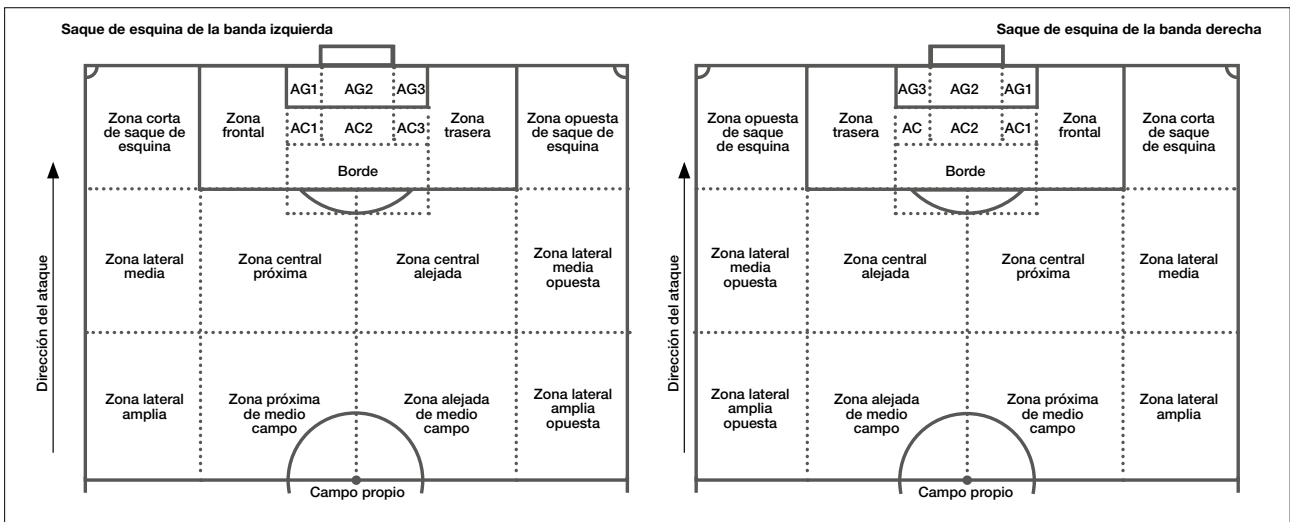 Saque de esquina de la banda izquierda
AG1 AG2 AG3
Zona corta
de saque de
esquina
Zona
frontal
AC1 AC2 AC3
Zona
trasera
Zona opuesta
de saque de
esquina
Borde
Dirección del ataque
Zona lateral
media
Zona central
próxima
Zona central
alejada
Zona lateral
media
opuesta
Zona lateral
amplia
Zona próxima
de medio
campo
Zona alejada
de medio
campo
Zona lateral
amplia
opuesta
Campo propio
Saque de esquina de la banda derecha
AG3 AG2 AG1
Zona opuesta
de saque
de esquina
Zona
trasera
AC AC2 AC1
Zona
frontal
Zona corta
de saque
de esquina
Borde
Dirección del ataque
Zona lateral
media
opuesta
Zona central
alejada
Zona central
próxima
Zona lateral
media
Zona lateral
amplia
opuesta
Zona alejada
de medio
campo
Zona próxima
de medio
campo
Zona lateral
amplia
Campo propio